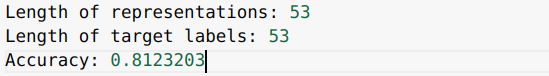 Length of representations: 53
Length of target labels: 53
Accuracy: 0.8123203